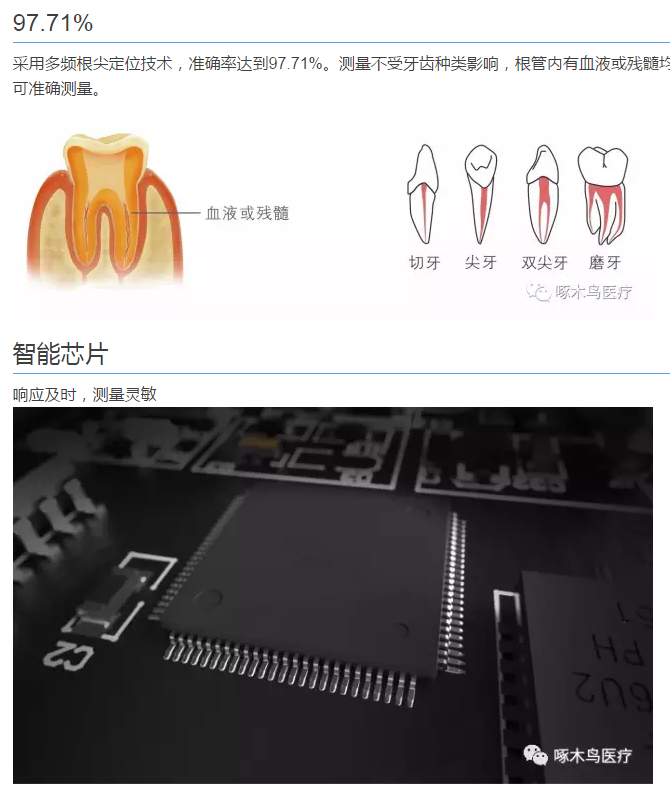 97.71%
采用多频根尖定位技术，准确率达到97.71%。测量不受牙齿种类影响，根管内有血液或残髓均
可准确测量。
血液或残髓
切牙 尖牙 双尖牙 磨牙
啄木鸟医疗
智能芯片
响应及时，测量灵敏
C2
PH
6U2
啄木鸟医疗